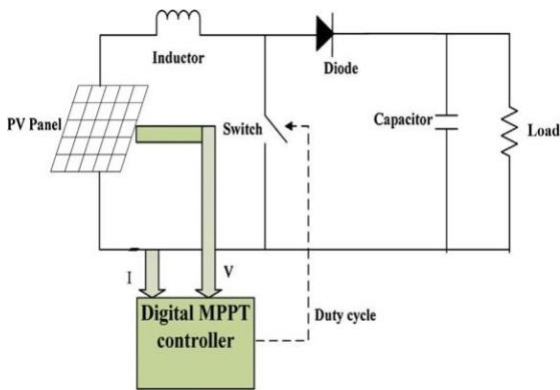 Inductor
Diode
PV Panel
Switch
Capacitor
Load
I
V
Digital MPPT
controller
Duty cycle